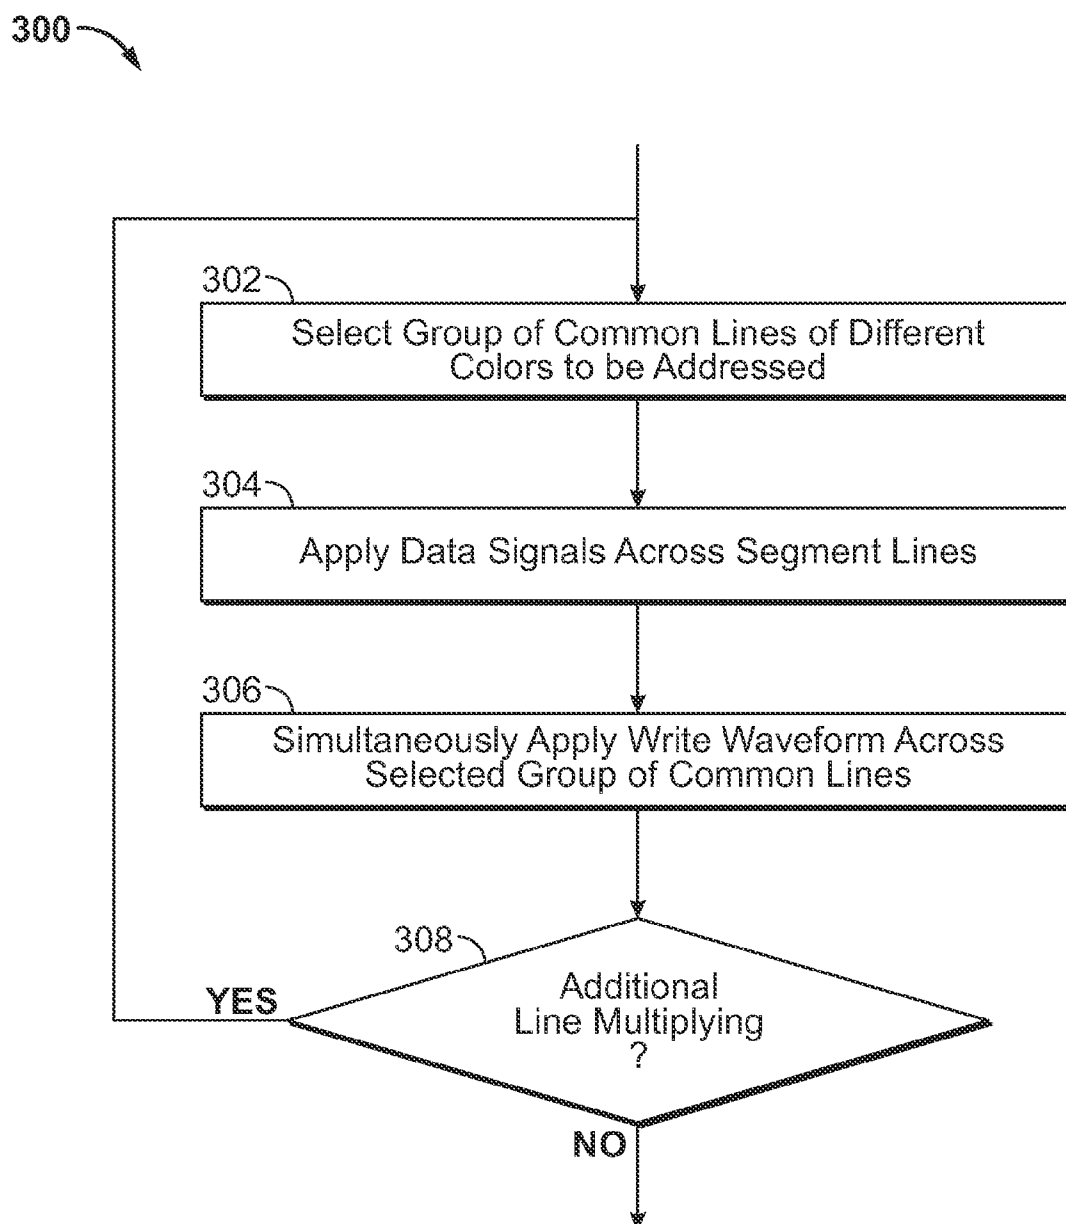 300
302
Select Group of Common Lines of Different
Colors to be Addressed
304
Apply Data Signals Across Segment Lines
306
Simultaneously Apply Write Waveform Across
Selected Group of Common Lines
308
Additional
Line Multiplying
?
YES
NO